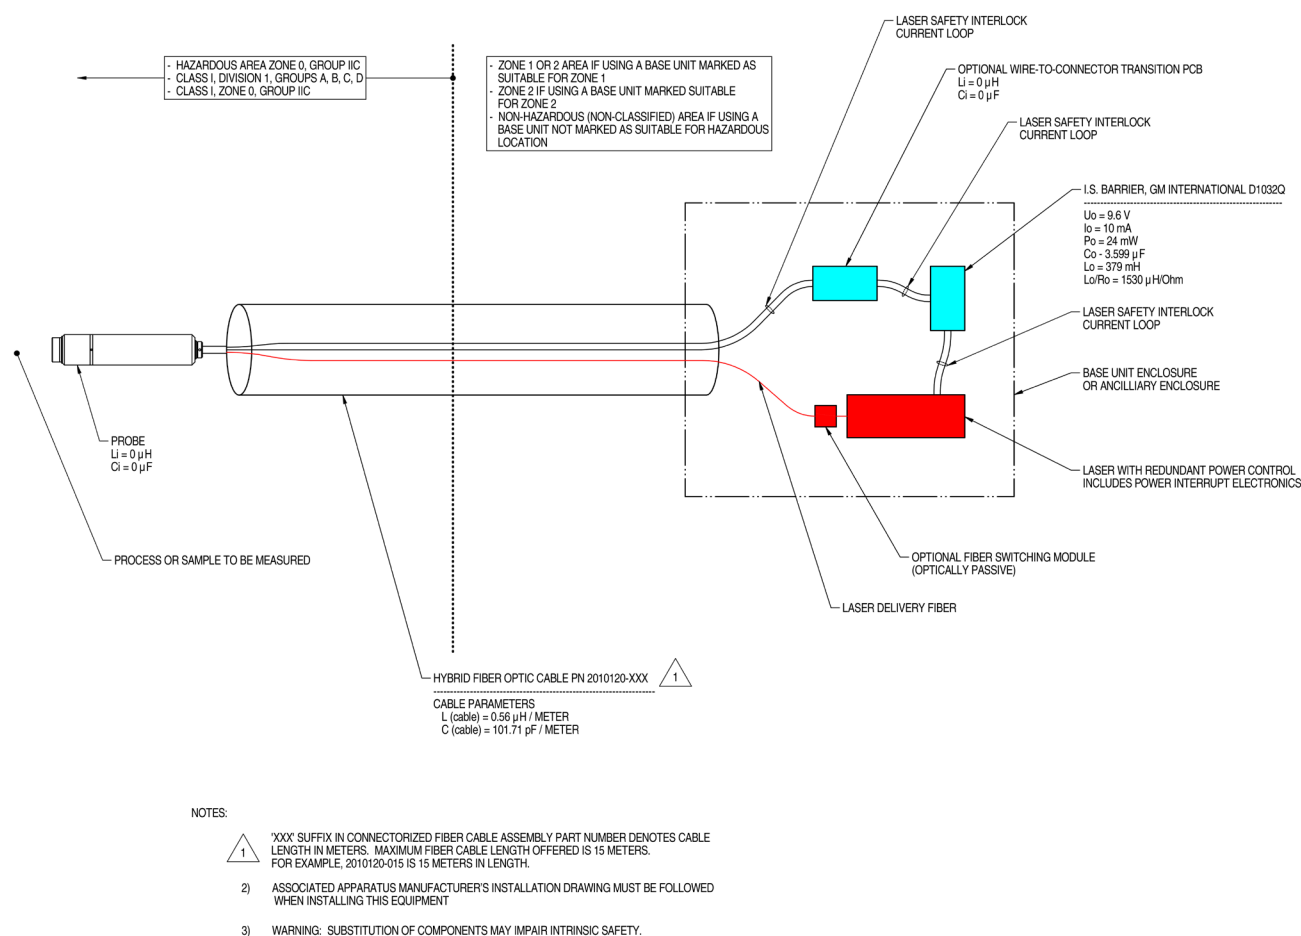 LASER SAFETY INTERLOCK
CURRENT LOOP
- HAZARDOUS AREA ZONE 0, GROUP IIC
- CLASS I, DIVISION 1, GROUPS A, B, C, D
- CLASS I, ZONE 0, GROUP IIC
- ZONE 1 OR 2 AREA IF USING A BASE UNIT MARKED AS
SUITABLE FOR ZONE 1
- ZONE 2 IF USING A BASE UNIT MARKED SUITABLE
FOR ZONE 2
- NON-HAZARDOUS (NON-CLASSIFIED) AREA IF USING A
BASE UNIT NOT MARKED AS SUITABLE FOR HAZARDOUS
LOCATION
OPTIONAL WIRE-TO-CONNECTOR TRANSITION PCB
Li = 0 µH
Ci = 0 µF
LASER SAFETY INTERLOCK
CURRENT LOOP
I.S. BARRIER, GM INTERNATIONAL D1032Q
Uo = 9.6 V
Io = 10 mA
Po = 24 mW
Co - 3.599 µF
Lo = 379 mH
Lo/Ro = 1530 µH/Ohm
LASER SAFETY INTERLOCK
CURRENT LOOP
BASE UNIT ENCLOSURE
OR ANCILLIARY ENCLOSURE
PROBE
Li = 0 µH
Ci = 0 µF
LASER WITH REDUNDANT POWER CONTROL
INCLUDES POWER INTERRUPT ELECTRONICS
PROCESS OR SAMPLE TO BE MEASURED
OPTIONAL FIBER SWITCHING MODULE
(OPTICALLY PASSIVE)
LASER DELIVERY FIBER
HYBRID FIBER OPTIC CABLE PN 2010120-XXX
1
CABLE PARAMETERS
L (cable) = 0.56 µH / METER
C (cable) = 101.71 pF / METER
NOTES:
1 'XXX' SUFFIX IN CONNECTORIZED FIBER CABLE ASSEMBLY PART NUMBER DENOTES CABLE
LENGTH IN METERS. MAXIMUM FIBER CABLE LENGTH OFFERED IS 15 METERS.
FOR EXAMPLE, 2010120-015 IS 15 METERS IN LENGTH.
2) ASSOCIATED APPARATUS MANUFACTURER'S INSTALLATION DRAWING MUST BE FOLLOWED
WHEN INSTALLING THIS EQUIPMENT
3) WARNING: SUBSTITUTION OF COMPONENTS MAY IMPAIR INTRINSIC SAFETY.